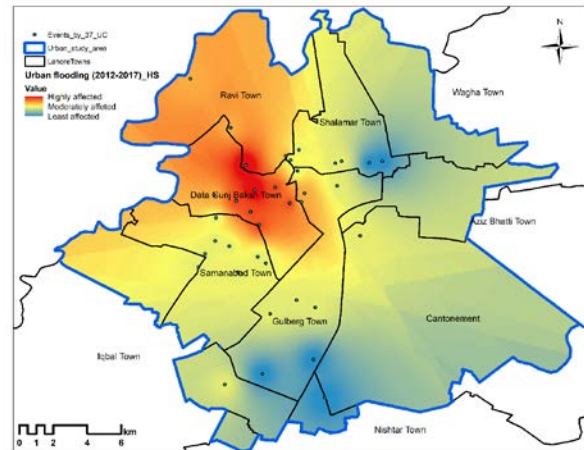 Events_by_37_UC
Urban_study_area
LahoreTowns
Urban flooding (2012-2017)_HS
Value
Highly affected
Moderately affeted
Least affected
N
Ravi Town
Wagha Town
Shalamar Town
Data Gunj Baksh Town
Aziz Bhatti Town
Samanabad Town
Gulberg Town
Cantonement
Iqbal Town
Nishtar Town
km
0 1 2 4 6